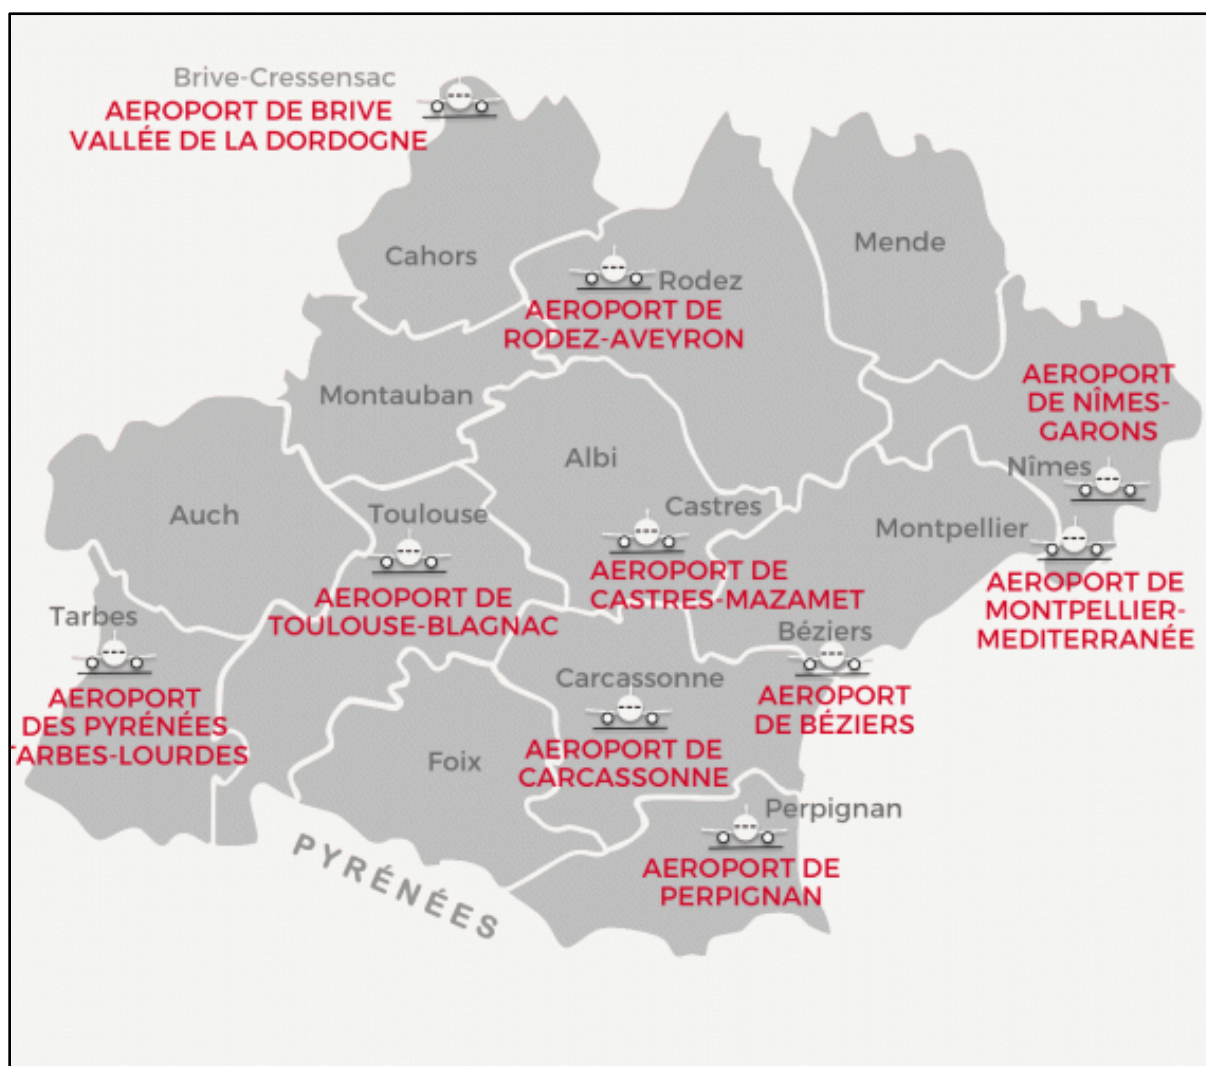 Brive-Cressensac
AEROPORT DE BRIVE
VALLÉE DE LA DORDOGNE
Cahors
Mende
Rodez
AEROPORT DE
RODEZ-AVEYRON
Montauban
AEROPORT
DE NÎMES-
GARONS
Nîmes
Albi
Auch
Toulouse
AEROPORT DE
TOULOUSE-BLAGNAC
Castres
AEROPORT DE
CASTRES-MAZAMET
Montpellier
AEROPORT DE
MONTPELLIER-
MEDITERRANÉE
Tarbes
AEROPORT
DES PYRÉNÉES
TARBES-LOURDES
Béziers
AEROPORT
DE BÉZIERS
Carcassonne
AEROPORT DE
CARCASSONNE
Foix
Perpignan
AEROPORT DE
PERPIGNAN
PYRÉNÉES